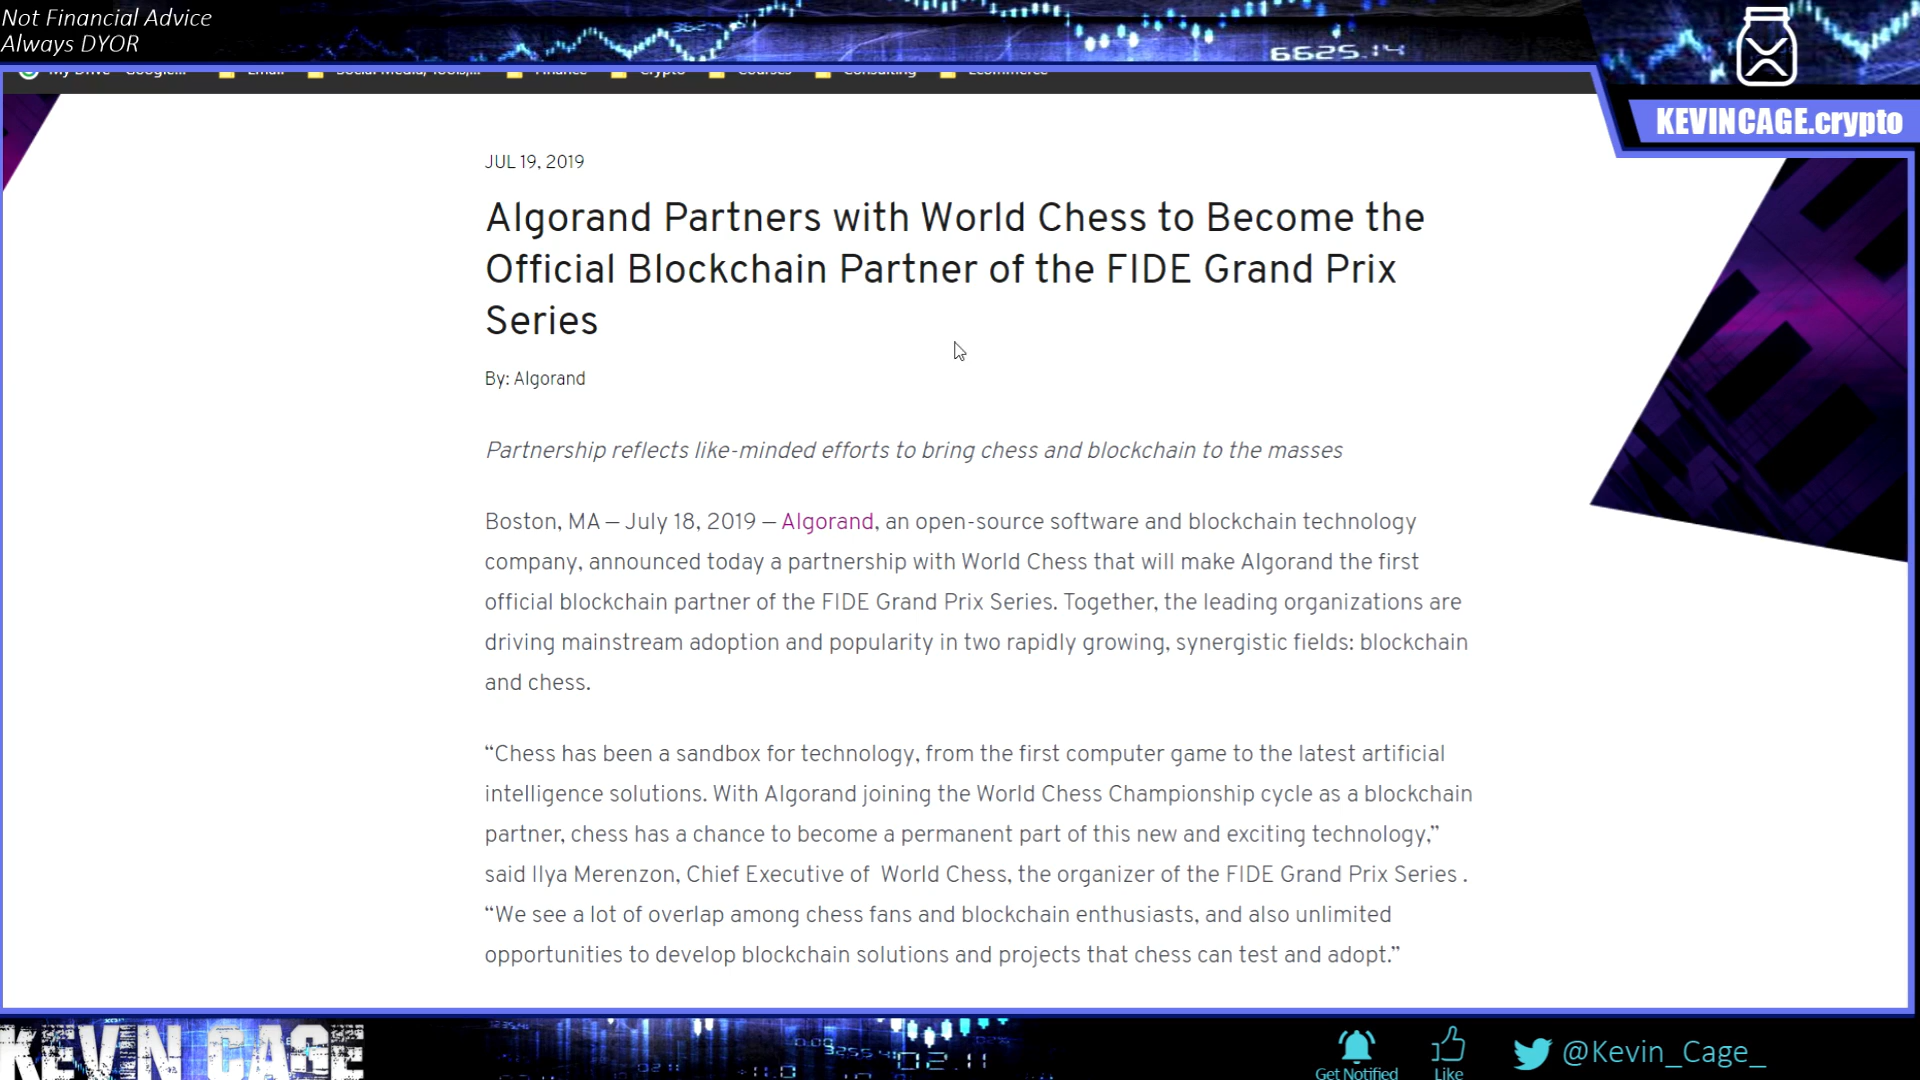 Not Financial Advice
Always DYOR
6625.14
KEVINCAGE.crypto
JUL 19, 2019
Algorand Partners with World Chess to Become the
Official Blockchain Partner of the FIDE Grand Prix
Series
By: Algorand
Partnership reflects like-minded efforts to bring chess and blockchain to the masses
Boston, MA – July 18, 2019 – Algorand, an open-source software and blockchain technology
company, announced today a partnership with World Chess that will make Algorand the first
official blockchain partner of the FIDE Grand Prix Series. Together, the leading organizations are
driving mainstream adoption and popularity in two rapidly growing, synergistic fields: blockchain
and chess.
“Chess has been a sandbox for technology, from the first computer game to the latest artificial
intelligence solutions. With Algorand joining the World Chess Championship cycle as a blockchain
partner, chess has a chance to become a permanent part of this new and exciting technology,”
said Ilya Merenzon, Chief Executive of World Chess, the organizer of the FIDE Grand Prix Series .
“We see a lot of overlap among chess fans and blockchain enthusiasts, and also unlimited
opportunities to develop blockchain solutions and projects that chess can test and adopt.”
KEVIN CAGE
Get Notified
Like
@Kevin_Cage_